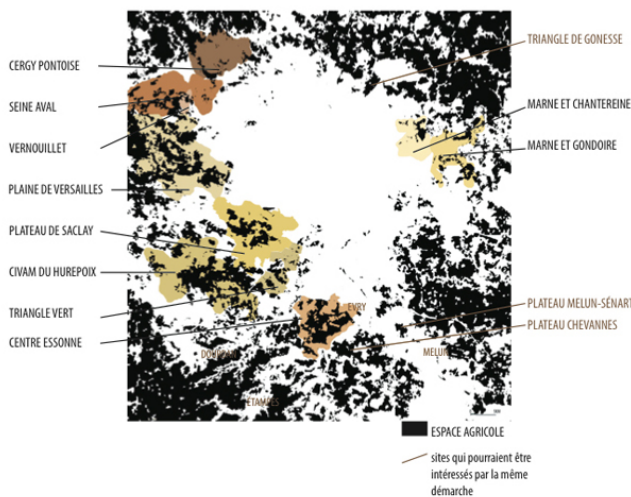 CERGY PONTOISE
SEINE AVAL
VERNOUILLET
PLAINE DE VERSAILLES
PLATEAU DE SACLAY
CIVAM DU HUREPOIX
TRIANGLE VERT
CENTRE ESSONNE
TRIANGLE DE GONESSE
MARNE ET CHANTEREINE
MARNE ET GONDOIRE
EVRY
PLATEAU MELUN-SÉNART
PLATEAU CHEVANNES
MELUN
ESPACE AGRICOLE
sites qui pourraient être
intéressés par la même
démarche